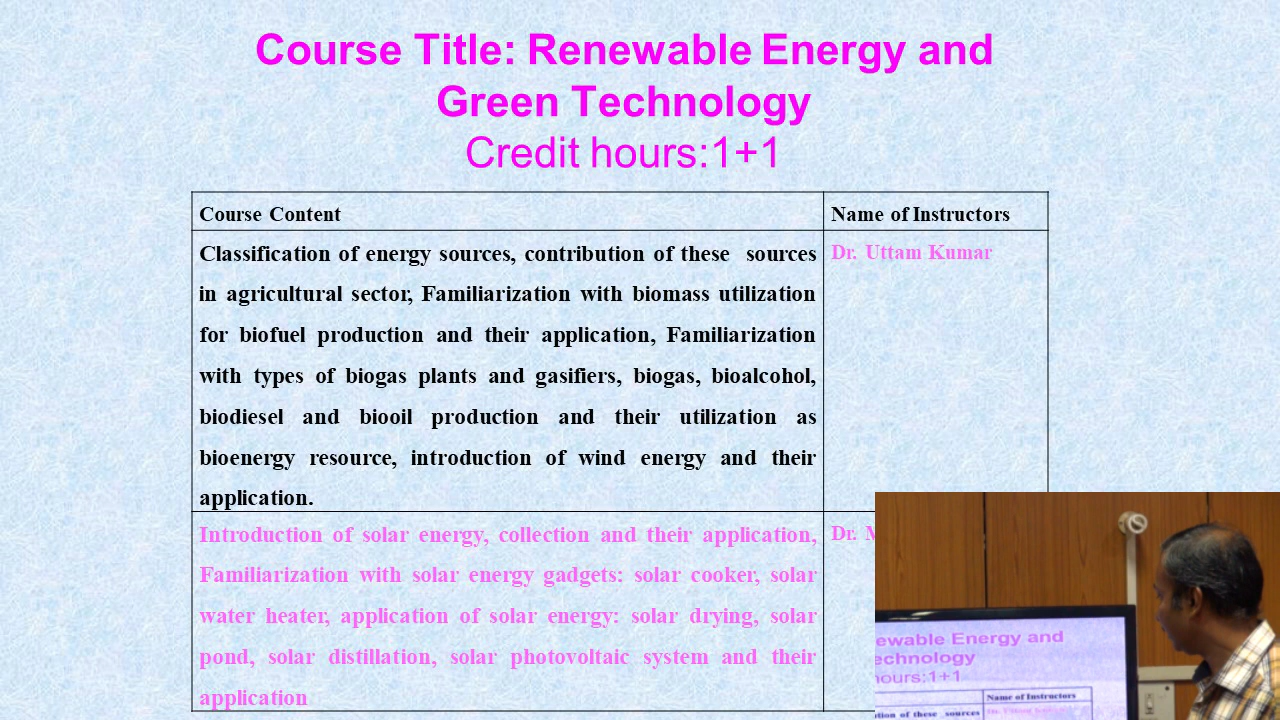 Course Title: Renewable Energy and
Green Technology
Credit hours:1+1
Course Content
Name of Instructors
Classification of energy sources, contribution of these sources
in agricultural sector, Familiarization with biomass utilization
for biofuel production and their application, Familiarization
with types of biogas plants and gasifiers, biogas, bioalcohol,
biodiesel and biooil production and their utilization as
bioenergy resource, introduction of wind energy and their
application.
Dr. Uttam Kumar
Introduction of solar energy, collection and their application,
Familiarization with solar energy gadgets: solar cooker, solar
water heater, application of solar energy: solar drying, solar
pond, solar distillation, solar photovoltaic system and their
application
Dr.
ewable Energy and
echnology
hours:1+1
Name of Instructors
tion of these sources